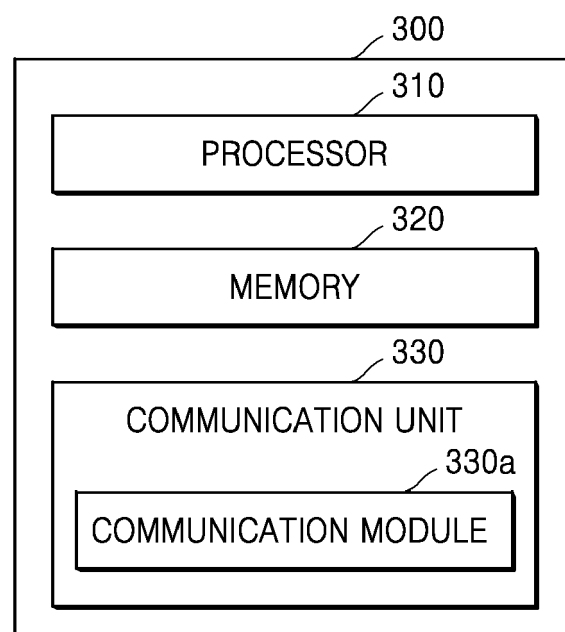 300
310
PROCESSOR
320
MEMORY
330
COMMUNICATION UNIT
330a
COMMUNICATION MODULE